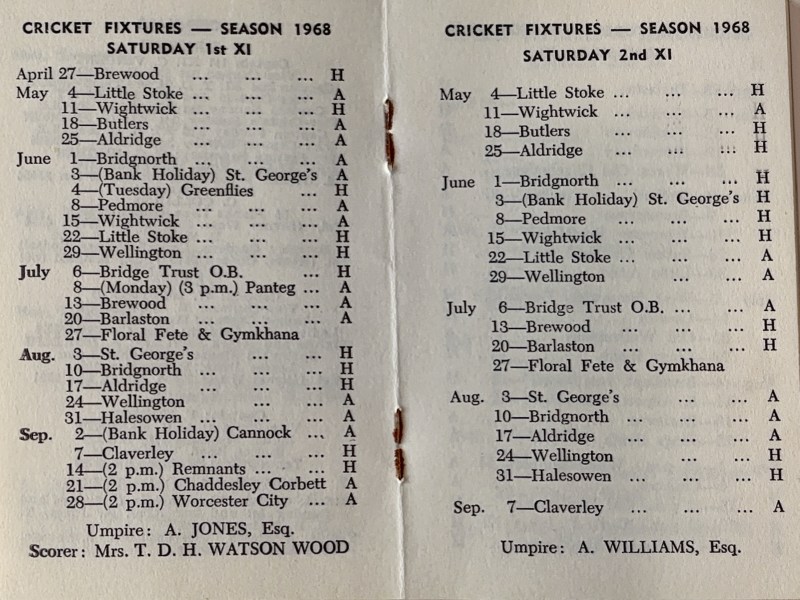 CRICKET FIXTURES — SEASON 1968
SATURDAY 1st XI
April 27—Brewood ... ... ... H
May 4—Little Stoke ... ... ... A
11—Wightwick ... ... ... H
18—Butlers ... ... ... A
25—Aldridge ... ... ... A
June 1—Bridgnorth ... ... ... A
3—(Bank Holiday) St. George's A
4—(Tuesday) Greenflies ... H
8—Pedmore ... ... ... A
15—Wightwick ... ... ... A
22—Little Stoke ... ... ... H
29—Wellington ... ... ... H
July 6—Bridge Trust O.B. ... H
8—(Monday) (3 p.m.) Panteg ... A
13—Brewood ... ... ... A
20—Barlaston ... ... ... A
27—Floral Fete & Gymkhana
Aug. 3—St. George's ... ... H
10—Bridgnorth ... ... ... H
17—Aldridge ... ... ... H
24—Wellington ... ... A
31—Halesowen ... ... ... A
Sep. 2—(Bank Holiday) Cannock ... A
7—Claverley ... ... ... H
14—(2 p.m.) Remnants ... ... H
21—(2 p.m.) Chaddesley Corbett A
28—(2 p.m.) Worcester City ... A
Umpire: A. JONES, Esq.
Scorer: Mrs. T. D. H. WATSON WOOD
CRICKET FIXTURES — SEASON 1968
SATURDAY 2nd XI
May 4—Little Stoke ... ... ... H
11—Wightwick ... ... ... A
18—Butlers ... ... ... H
25—Aldridge ... ... ... H
June 1—Bridgnorth ... ... ... H
3—(Bank Holiday) St. George's H
8—Pedmore ... ... ... H
15—Wightwick ... ... ... H
22—Little Stoke ... ... ... A
29—Wellington ... ... A
July 6—Bridge Trust O.B. ... ... A
13—Brewood ... ... ... H
20—Barlaston ... ... ... H
27—Floral Fete & Gymkhana
Aug. 3—St. George's ... ... A
10—Bridgnorth ... ... ... A
17—Aldridge ... ... ... A
24—Wellington ... ... H
31—Halesowen ... ... ... H
Sep. 7—Claverley ... ... ... A
Umpire: A. WILLIAMS, Esq.